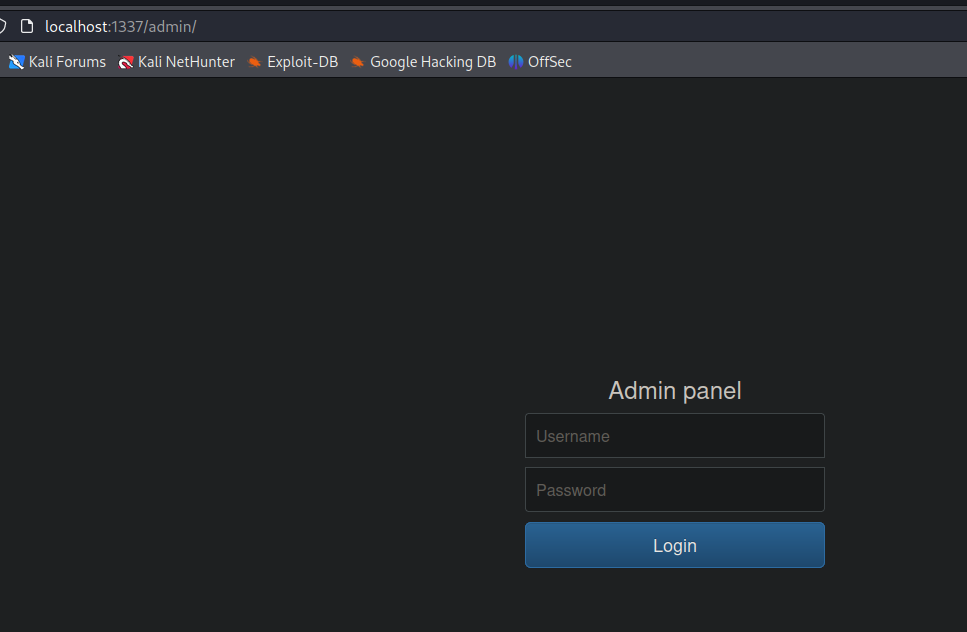 localhost:1337/admin/
Kali Forums Kali NetHunter Exploit-DB Google Hacking DB OffSec
Admin panel
Username
Password
Login